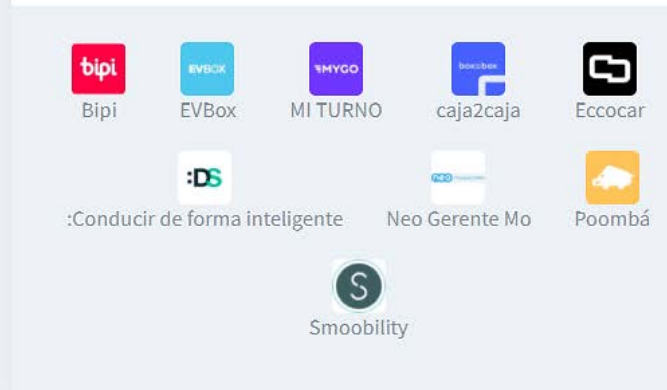 bipi EVBOX MYGO box2box
Bipi EVBox MI TURNO caja2caja Eccocar
:DS neo
:Conducir de forma inteligente Neo Gerente Mo Poombá
S
Smoobility